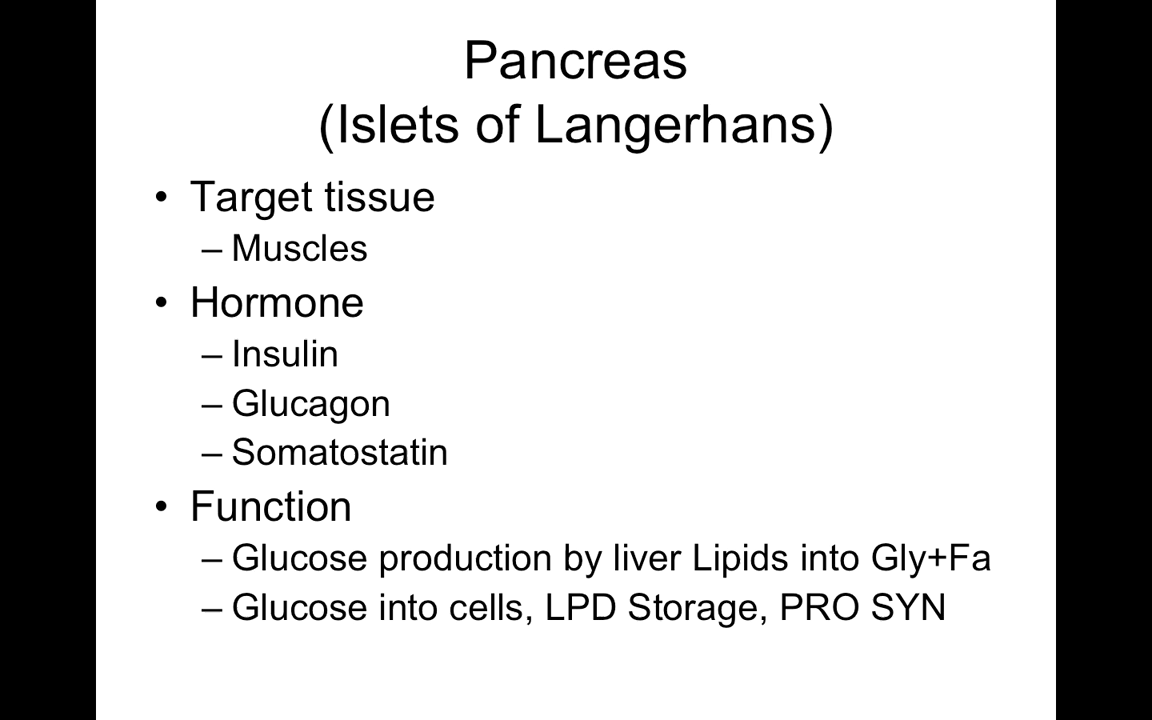 Pancreas
(Islets of Langerhans)
• Target tissue
– Muscles
• Hormone
– Insulin
– Glucagon
– Somatostatin
• Function
– Glucose production by liver Lipids into Gly+Fa
– Glucose into cells, LPD Storage, PRO SYN